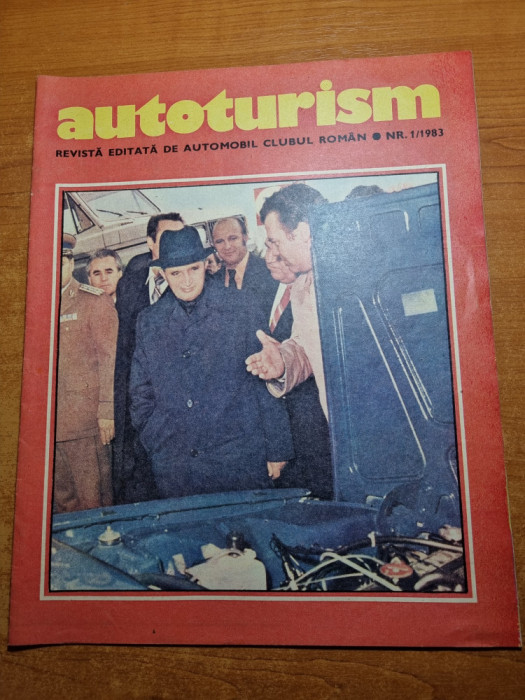 autoturism
REVISTĂ EDITATĂ DE AUTOMOBIL CLUBUL ROMÂN ● NR. 1/1983